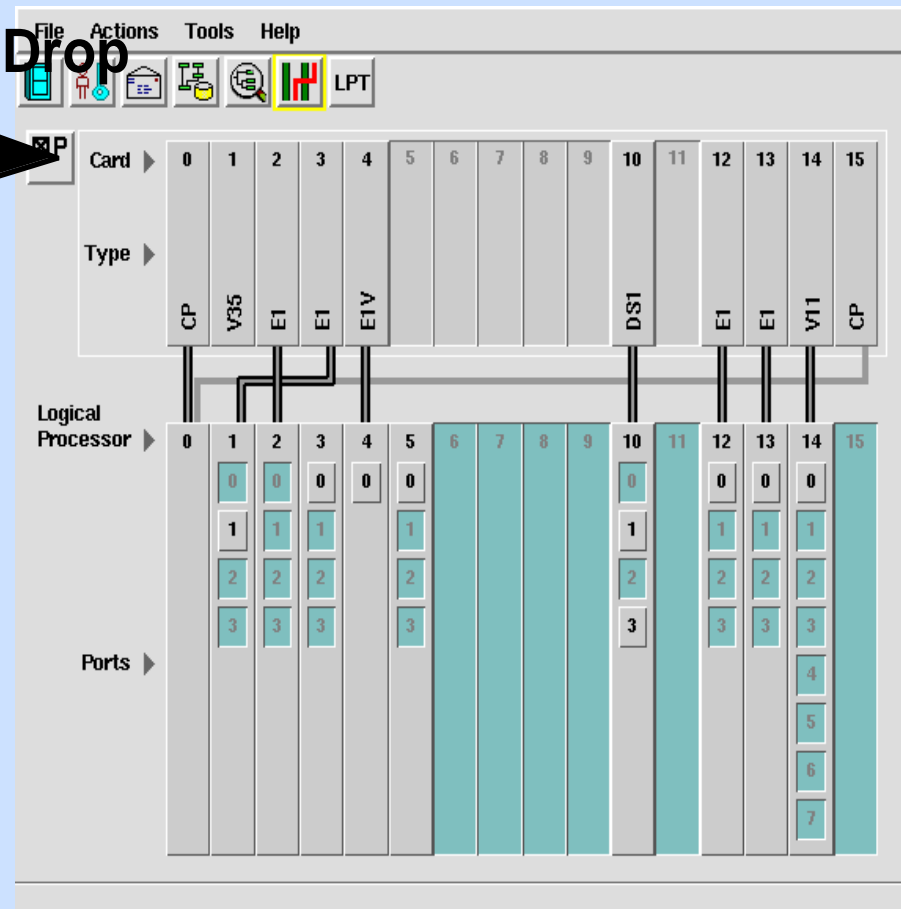 File Actions Tools Help
Drop
LPT
P
Card 0 1 2 3 4 5 6 7 8 9 10 11 12 13 14 15
Type
CP V35 E1 E1 E1V DS1 E1 E1 V11 CP
Logical
Processor 0 1 2 3 4 5 6 7 8 9 10 11 12 13 14 15
0 0 0 0 0 0 0 0 0
1 1 1 1 1 1 1 1
2 2 2 2 2 2 2 2
3 3 3 3 3 3 3 3
Ports
4
5
6
7